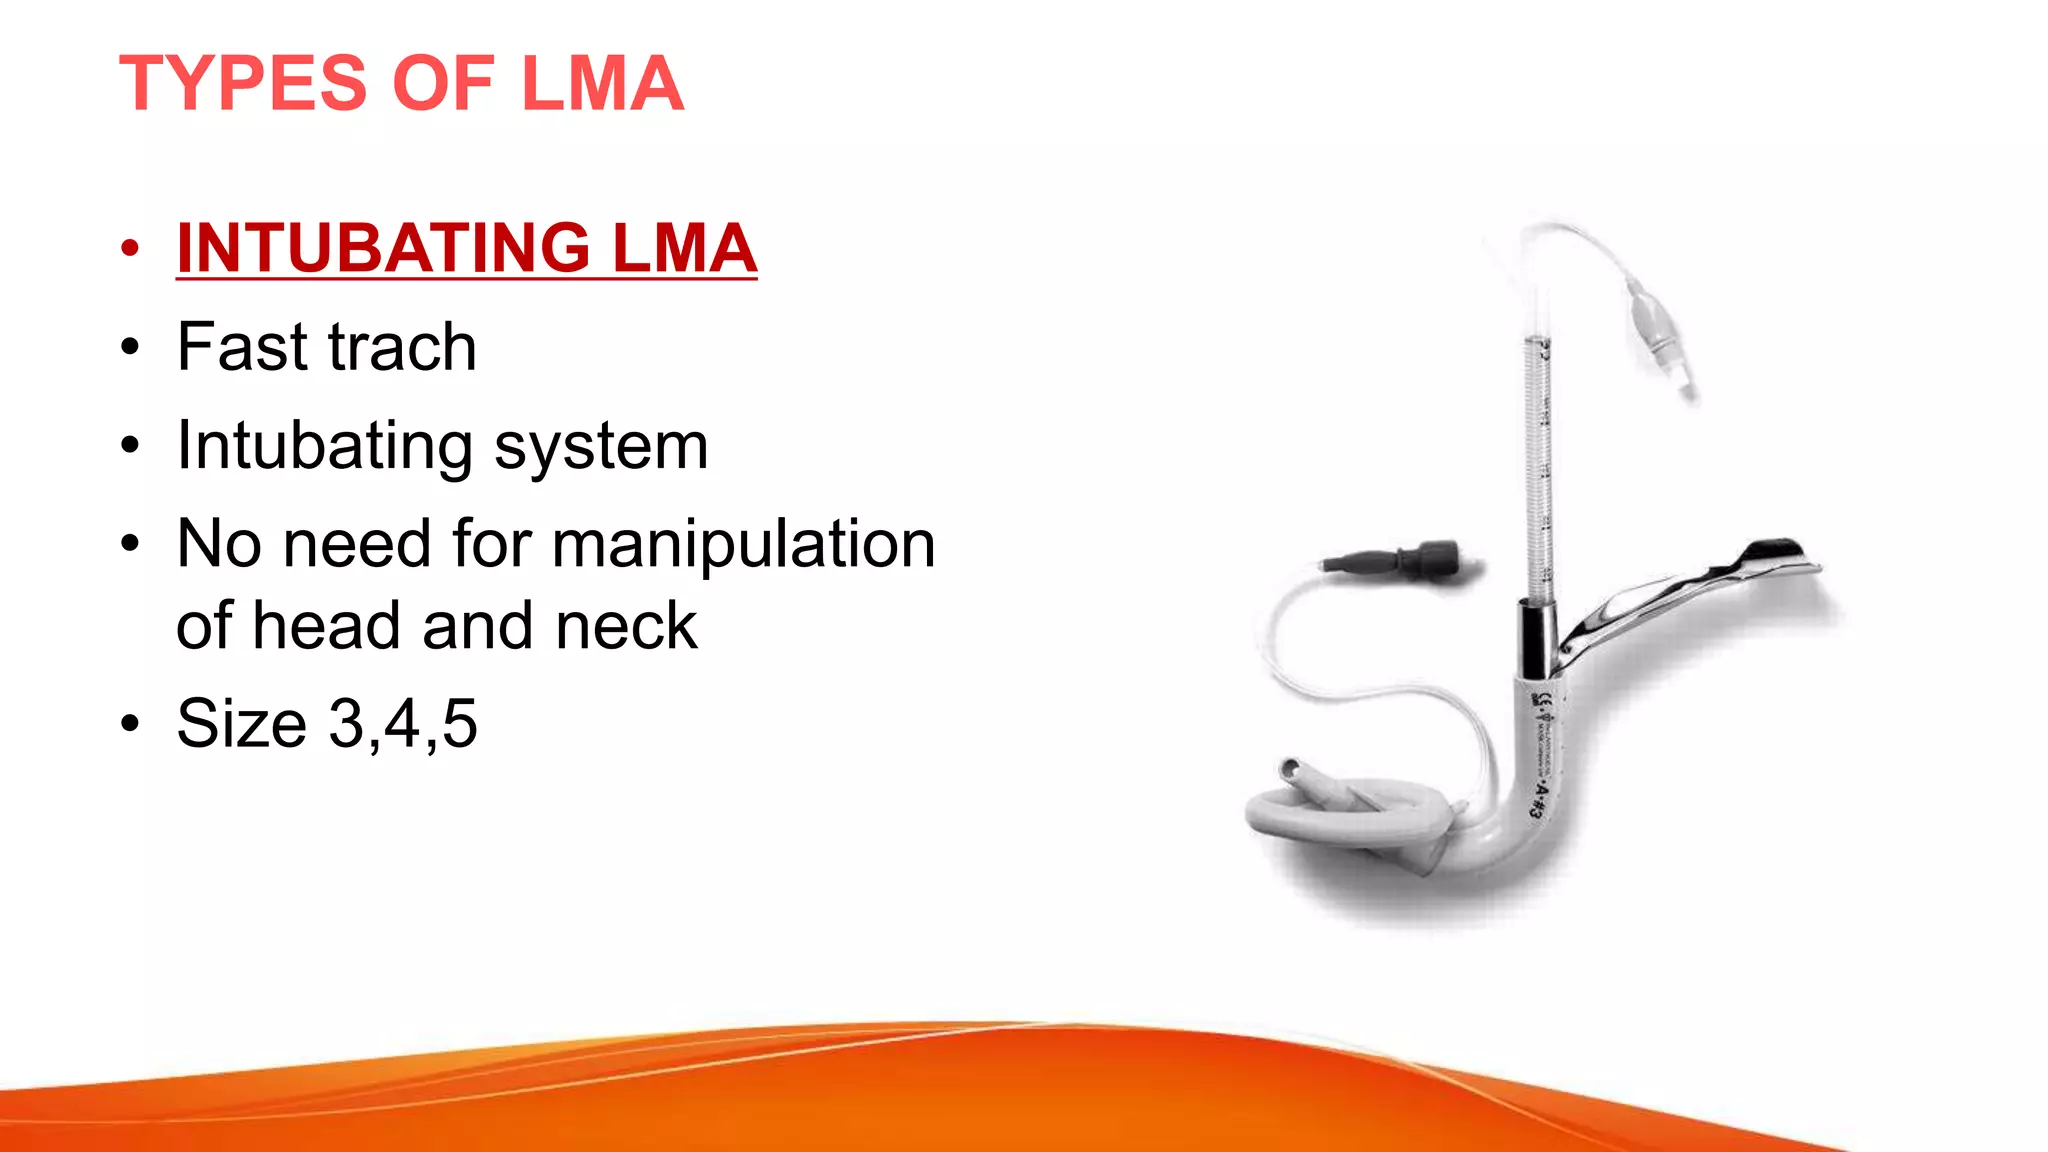 TYPES OF LMA
• INTUBATING LMA
• Fast trach
• Intubating system
• No need for manipulation
of head and neck
• Size 3,4,5
A•#3